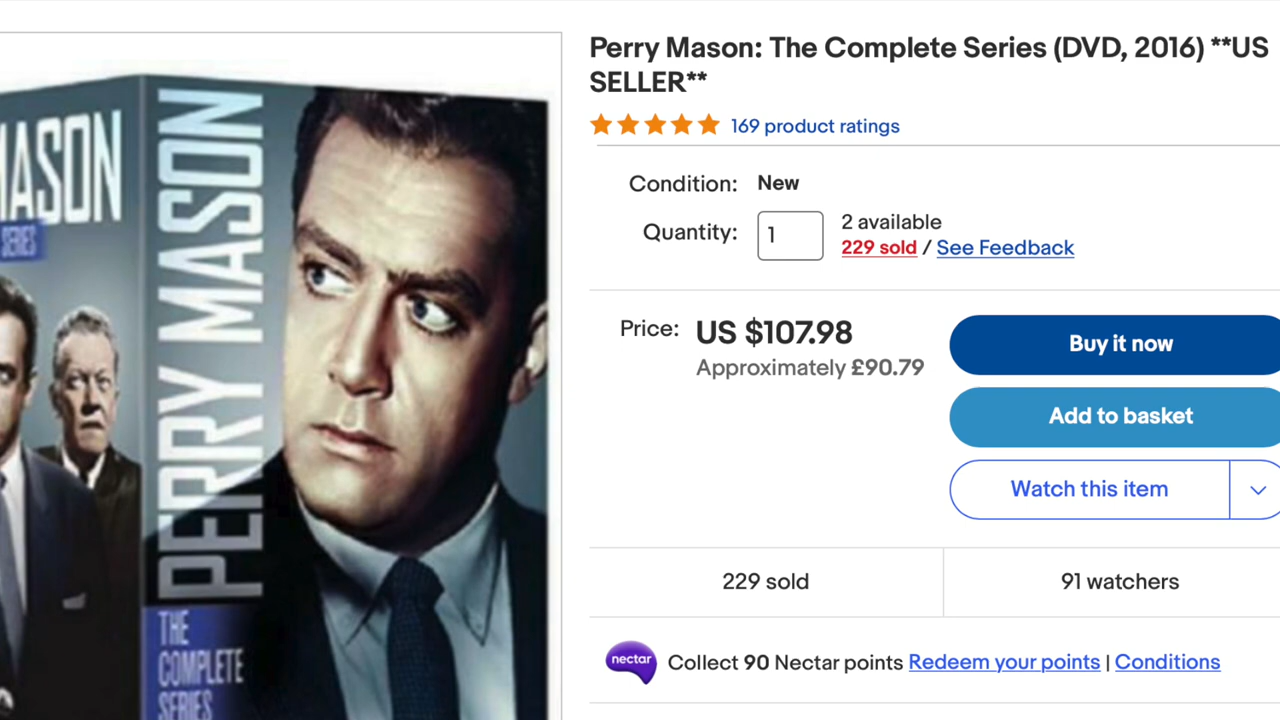 MASON
SERIES
PERRY MASON
THE
COMPLETE
SERIES
Perry Mason: The Complete Series (DVD, 2016) **US
SELLER**
169 product ratings
Condition: New
Quantity: 1
2 available
229 sold / See Feedback
Price: US $107.98
Approximately £90.79
Buy it now
Add to basket
Watch this item
229 sold
91 watchers
nectar
Collect 90 Nectar points Redeem your points | Conditions